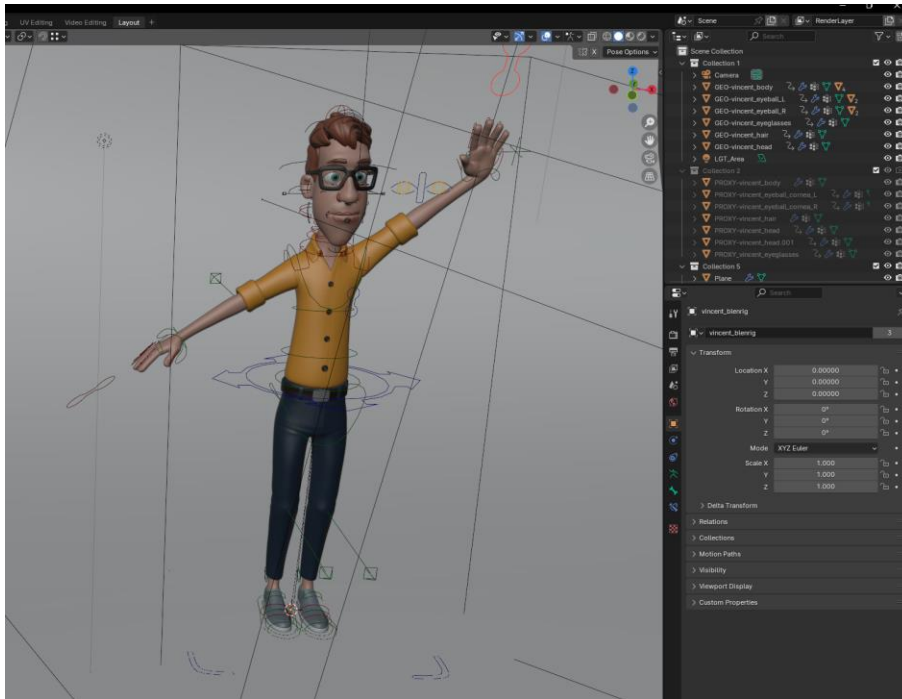 UV Editing Video Editing Layout +
Scene RenderLayer
X Pose Options
Search
Scene Collection
Collection 1
Camera
GEO-vincent_body
GEO-vincent_eyeball_L
GEO-vincent_eyeball_R
GEO-vincent_eyeglasses
GEO-vincent_hair
GEO-vincent_head
LGT_Area
Collection 2
PROXY-vincent_body
PROXY-vincent_eyeball_cornea_L
PROXY-vincent_eyeball_cornea_R
PROXY-vincent_hair
PROXY-vincent_head
PROXY-vincent_head.001
PROXY_vincent_eyeglasses
Collection 5
Plane
Search
vincent_blenrig
vincent_blenrig 3
Transform
Location X 0.00000
Y 0.00000
Z 0.00000
Rotation X 0°
Y 0°
Z 0°
Mode XYZ Euler
Scale X 1.000
Y 1.000
Z 1.000
Delta Transform
Relations
Collections
Motion Paths
Visibility
Viewport Display
Custom Properties